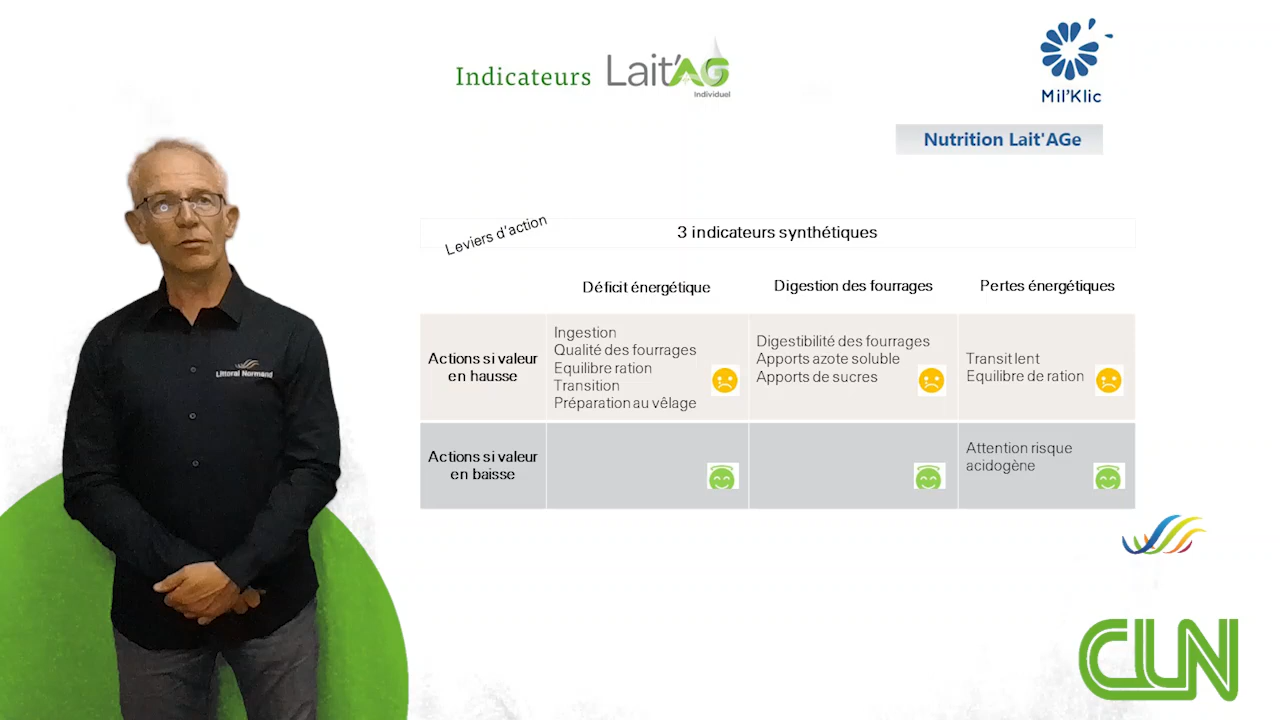 Indicateurs Lait'AG
Individuel
Mil'Klic
Nutrition Lait'AGe
Leviers d'action
3 indicateurs synthétiques
Déficit énergétique
Digestion des fourrages
Pertes énergétiques
Actions si valeur
en hausse
Ingestion
Qualité des fourrages
Equilibre ration
Transition
Préparation au vêlage
Digestibilité des fourrages
Apports azote soluble
Apports de sucres
Transit lent
Equilibre de ration
Actions si valeur
en baisse
Attention risque
acidogène
Littoral Normand
CLN